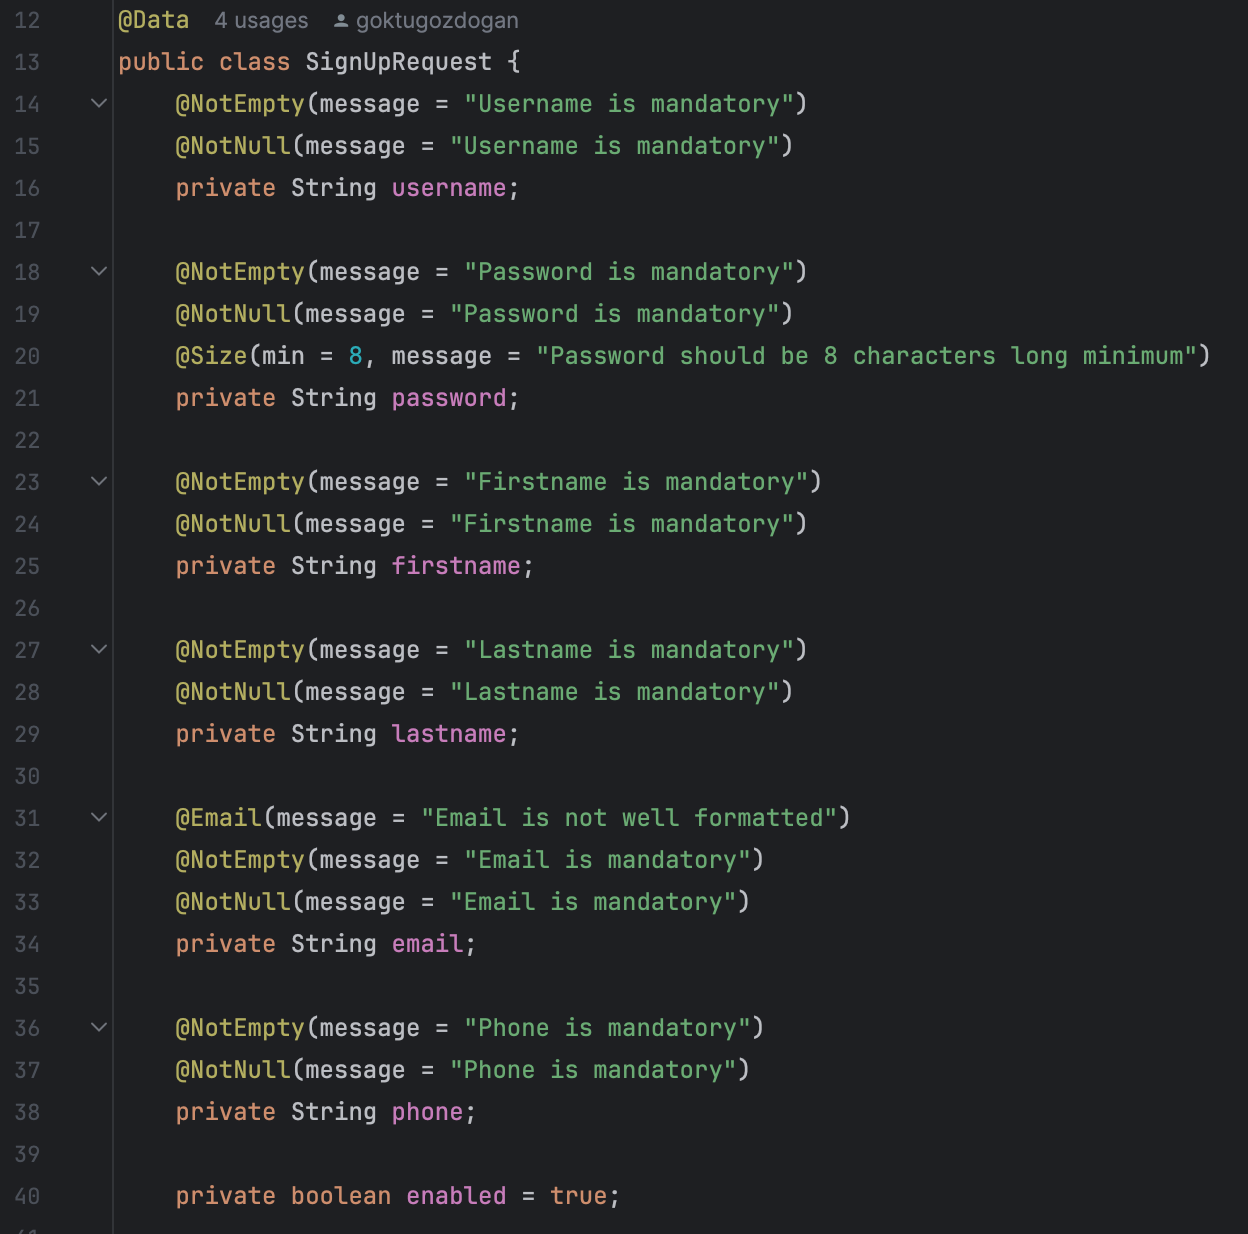 12 @Data 4 usages goktugozdogan
13 public class SignUpRequest {
14 @NotEmpty(message = "Username is mandatory")
15 @NotNull(message = "Username is mandatory")
16 private String username;
17
18 @NotEmpty(message = "Password is mandatory")
19 @NotNull(message = "Password is mandatory")
20 @Size(min = 8, message = "Password should be 8 characters long minimum")
21 private String password;
22
23 @NotEmpty(message = "Firstname is mandatory")
24 @NotNull(message = "Firstname is mandatory")
25 private String firstname;
26
27 @NotEmpty(message = "Lastname is mandatory")
28 @NotNull(message = "Lastname is mandatory")
29 private String lastname;
30
31 @Email(message = "Email is not well formatted")
32 @NotEmpty(message = "Email is mandatory")
33 @NotNull(message = "Email is mandatory")
34 private String email;
35
36 @NotEmpty(message = "Phone is mandatory")
37 @NotNull(message = "Phone is mandatory")
38 private String phone;
39
40 private boolean enabled = true;